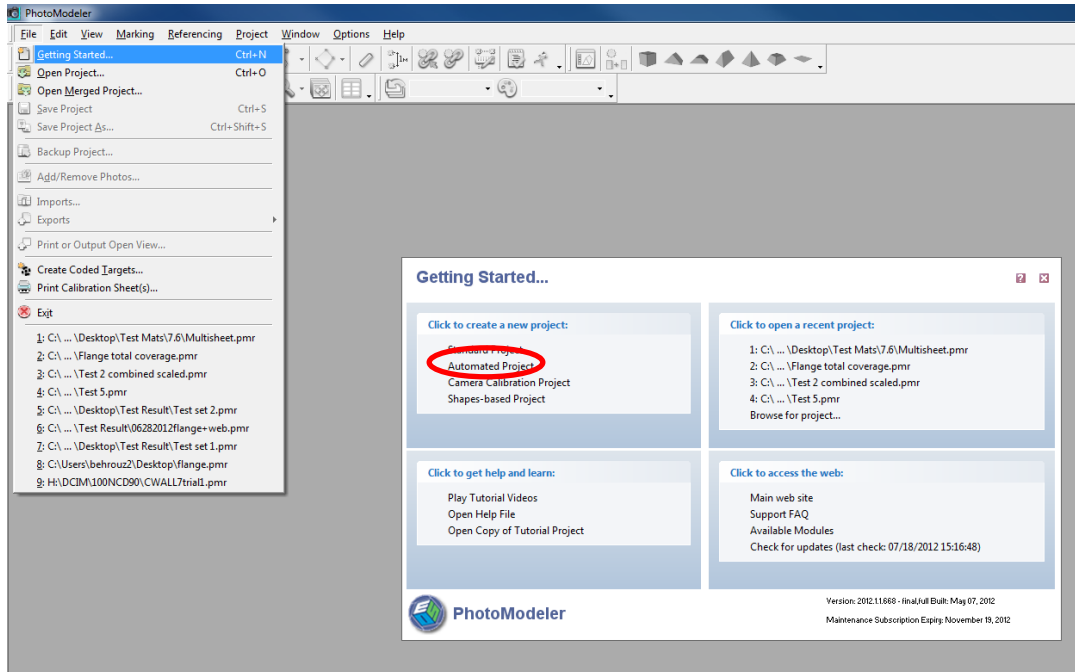 PhotoModeler
File Edit View Marking Referencing Project Window Options Help
Getting Started... Ctrl+N
Open Project... Ctrl+O
Open Merged Project...
Save Project Ctrl+S
Save Project As... Ctrl+Shift+S
Backup Project...
Add/Remove Photos...
Imports...
Exports
Print or Output Open View...
Create Coded Targets...
Print Calibration Sheet(s)...
Exit
1: C:\ ... \Desktop\Test Mats\7.6\Multisheet.pmr
2: C:\ ... \Flange total coverage.pmr
3: C:\ ... \Test 2 combined scaled.pmr
4: C:\ ... \Test 5.pmr
5: C:\ ... \Desktop\Test Result\Test set 2.pmr
6: C:\ ... \Test Result\06282012flange+web.pmr
7: C:\ ... \Desktop\Test Result\Test set 1.pmr
8: C:\Users\behrouz2\Desktop\flange.pmr
9: H:\DCIM\100NCD90\CWALL7trial1.pmr
Getting Started...
Click to create a new project:
Standard Project
Automated Project
Camera Calibration Project
Shapes-based Project
Click to open a recent project:
1: C:\ ... \Desktop\Test Mats\7.6\Multisheet.pmr
2: C:\ ... \Flange total coverage.pmr
3: C:\ ... \Test 2 combined scaled.pmr
4: C:\ ... \Test 5.pmr
Browse for project...
Click to get help and learn:
Play Tutorial Videos
Open Help File
Open Copy of Tutorial Project
Click to access the web:
Main web site
Support FAQ
Available Modules
Check for updates (last check: 07/18/2012 15:16:48)
PhotoModeler
Version: 2012.1.1.668 - final,full Built: May 07, 2012
Maintenance Subscription Expiry: November 19, 2012